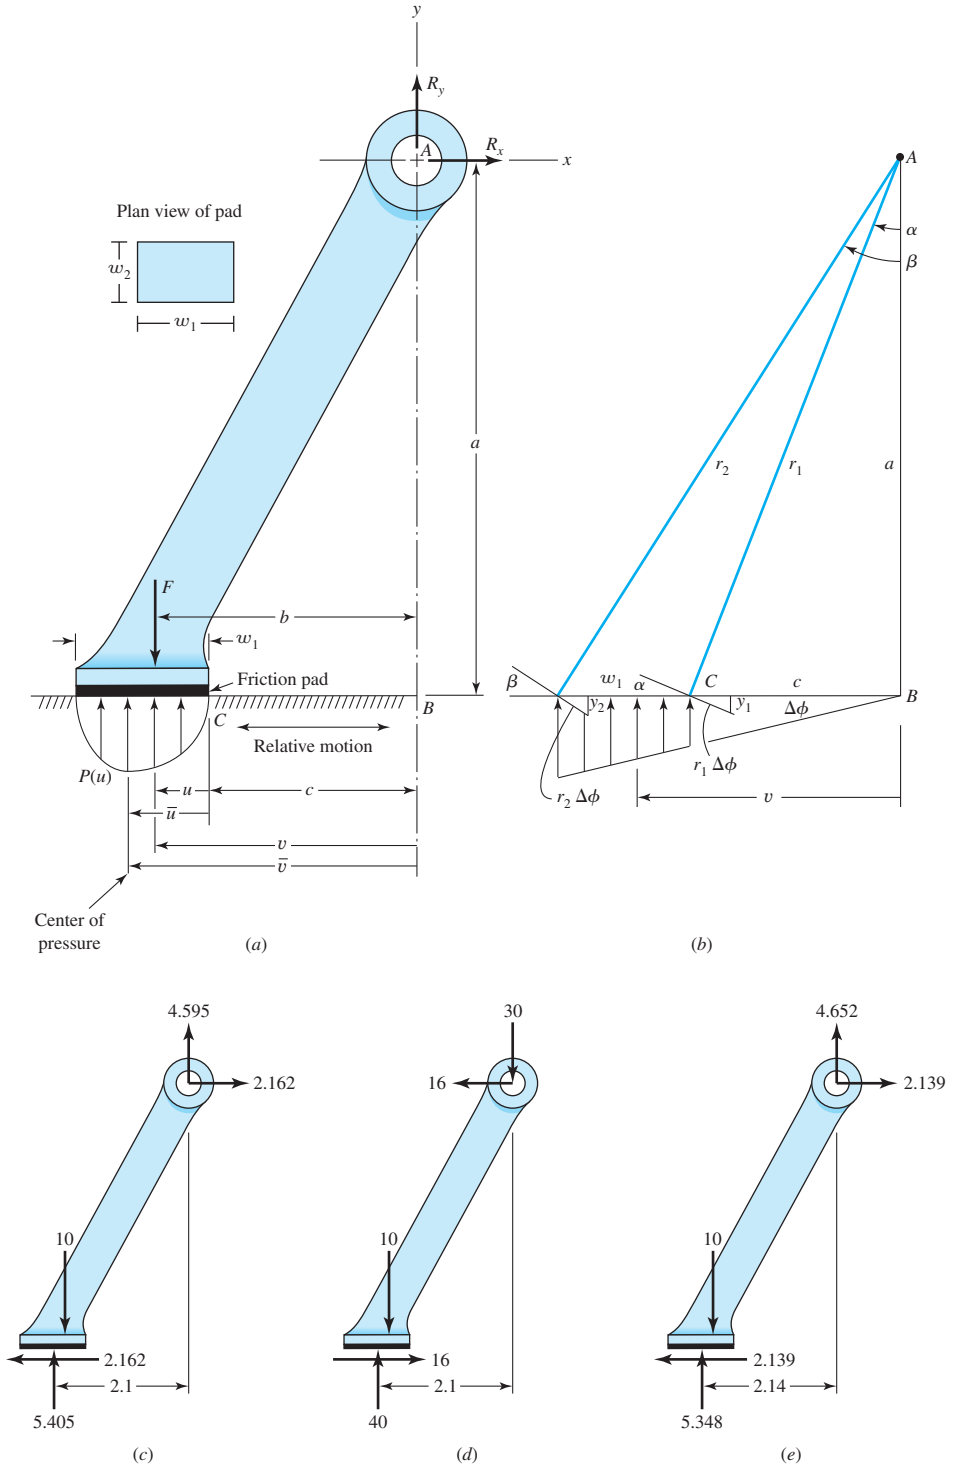 y
R_y
A
R_x
x
Plan view of pad
w_2
w_1
a
F
b
w_1
Friction pad
C
B
Relative motion
P(u)
u
c
u̅
v
v̅
Center of
pressure
(a)
A
α
β
r_2
r_1
a
β
w_1
α
C
c
B
y_2
y_1
Δϕ
r_1 Δϕ
r_2 Δϕ
v
(b)
4.595
2.162
10
2.162
2.1
5.405
(c)
30
16
10
16
2.1
40
(d)
4.652
2.139
10
2.139
2.14
5.348
(e)